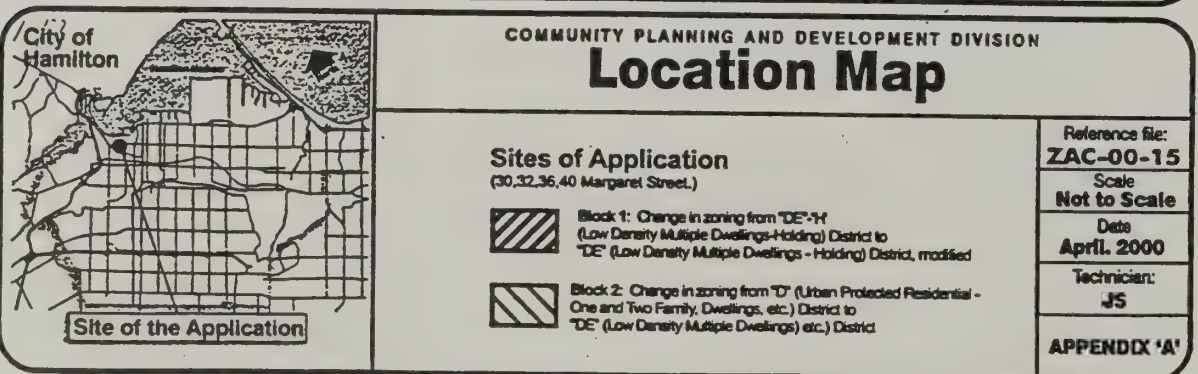 City of
Hamilton
Site of the Application
COMMUNITY PLANNING AND DEVELOPMENT DIVISION
Location Map
Sites of Application
(30,32,36,40 Margaret Street.)
Block 1: Change in zoning from "DE"-"H"
(Low Density Multiple Dwellings-Holding) District to
"DE" (Low Density Multiple Dwellings - Holding) District, modified
Block 2: Change in zoning from "D" (Urban Protected Residential -
One and Two Family, Dwellings, etc.) District to
"DE" (Low Density Multiple Dwellings) etc.) District
Reference file:
ZAC-00-15
Scale
Not to Scale
Date
April. 2000
Technician:
JS
APPENDIX 'A'